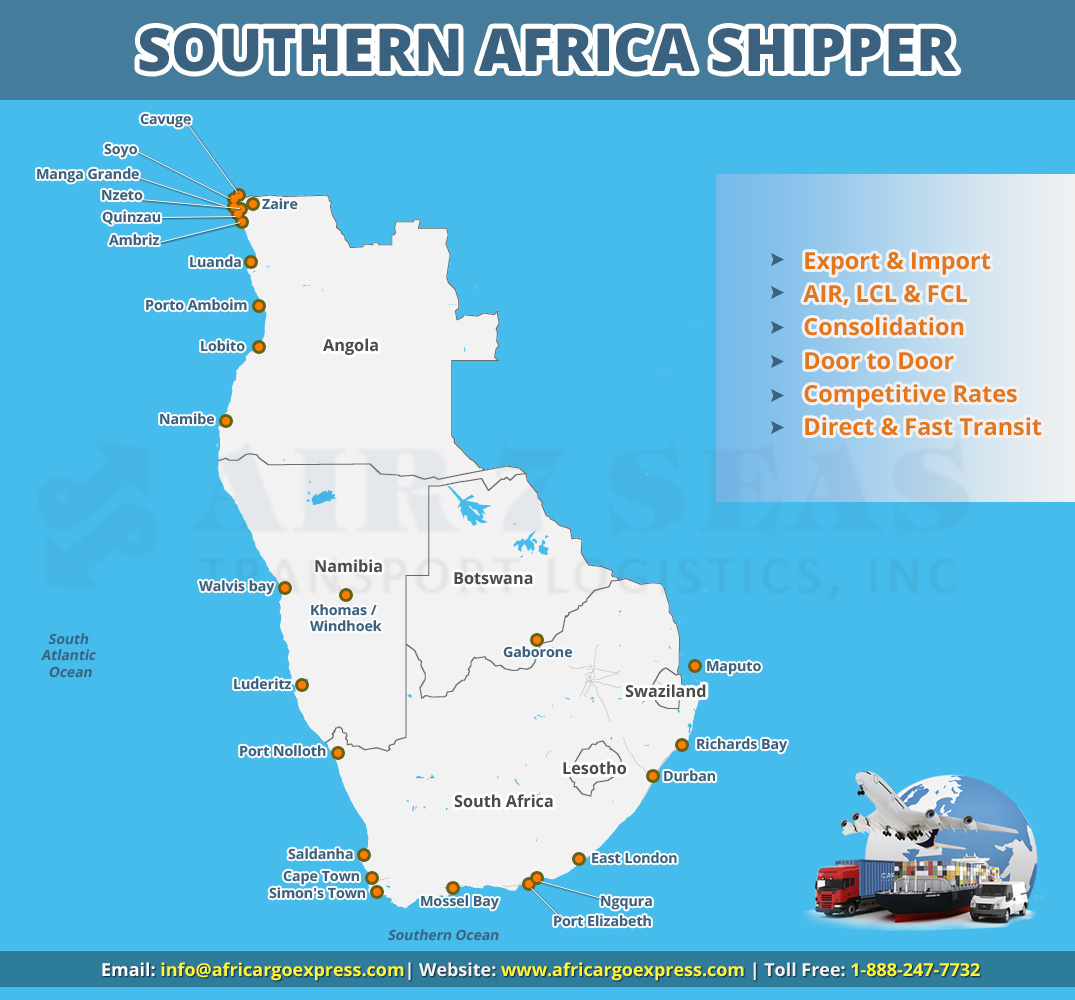 SOUTHERN AFRICA SHIPPER
Cavuge
Soyo
Manga Grande
Nzeto
Zaire
Quinzau
Ambriz
Luanda
Porto Amboim
Lobito
Angola
Namibe
Export & Import
AIR, LCL & FCL
Consolidation
Door to Door
Competitive Rates
Direct & Fast Transit
AIR 7 SEAS
TRANSPORT LOGISTICS, INC
Namibia
Botswana
Walvis bay
Khomas /
Windhoek
South
Atlantic
Ocean
Gaborone
Maputo
Luderitz
Swaziland
Port Nolloth
Richards Bay
Lesotho
Durban
South Africa
Saldanha
East London
Cape Town
Simon's Town
Mossel Bay
Ngqura
Port Elizabeth
Southern Ocean
Email: info@africargoexpress.com| Website: www.africargoexpress.com | Toll Free: 1-888-247-7732